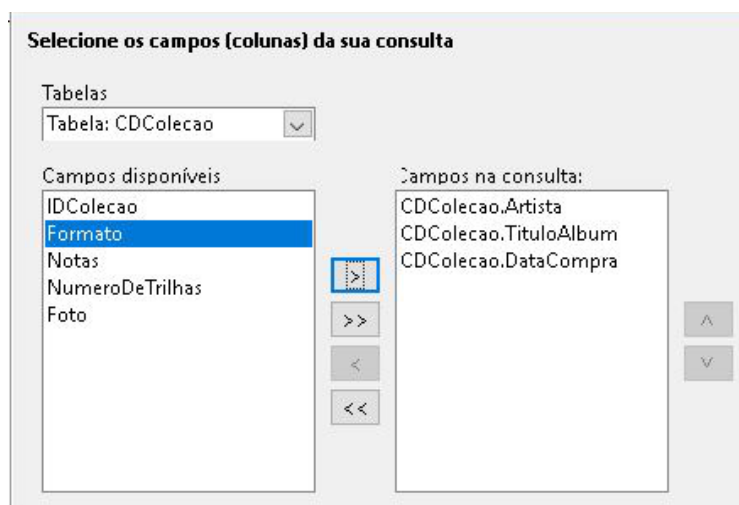 Selecione os campos (colunas) da sua consulta
Tabelas
Tabela: CDColecao
Campos disponíveis
IDColecao
Formato
Notas
NumeroDeTrilhas
Foto
>
>>
<
<<
Campos na consulta:
CDColecao.Artista
CDColecao.TituloAlbum
CDColecao.DataCompra